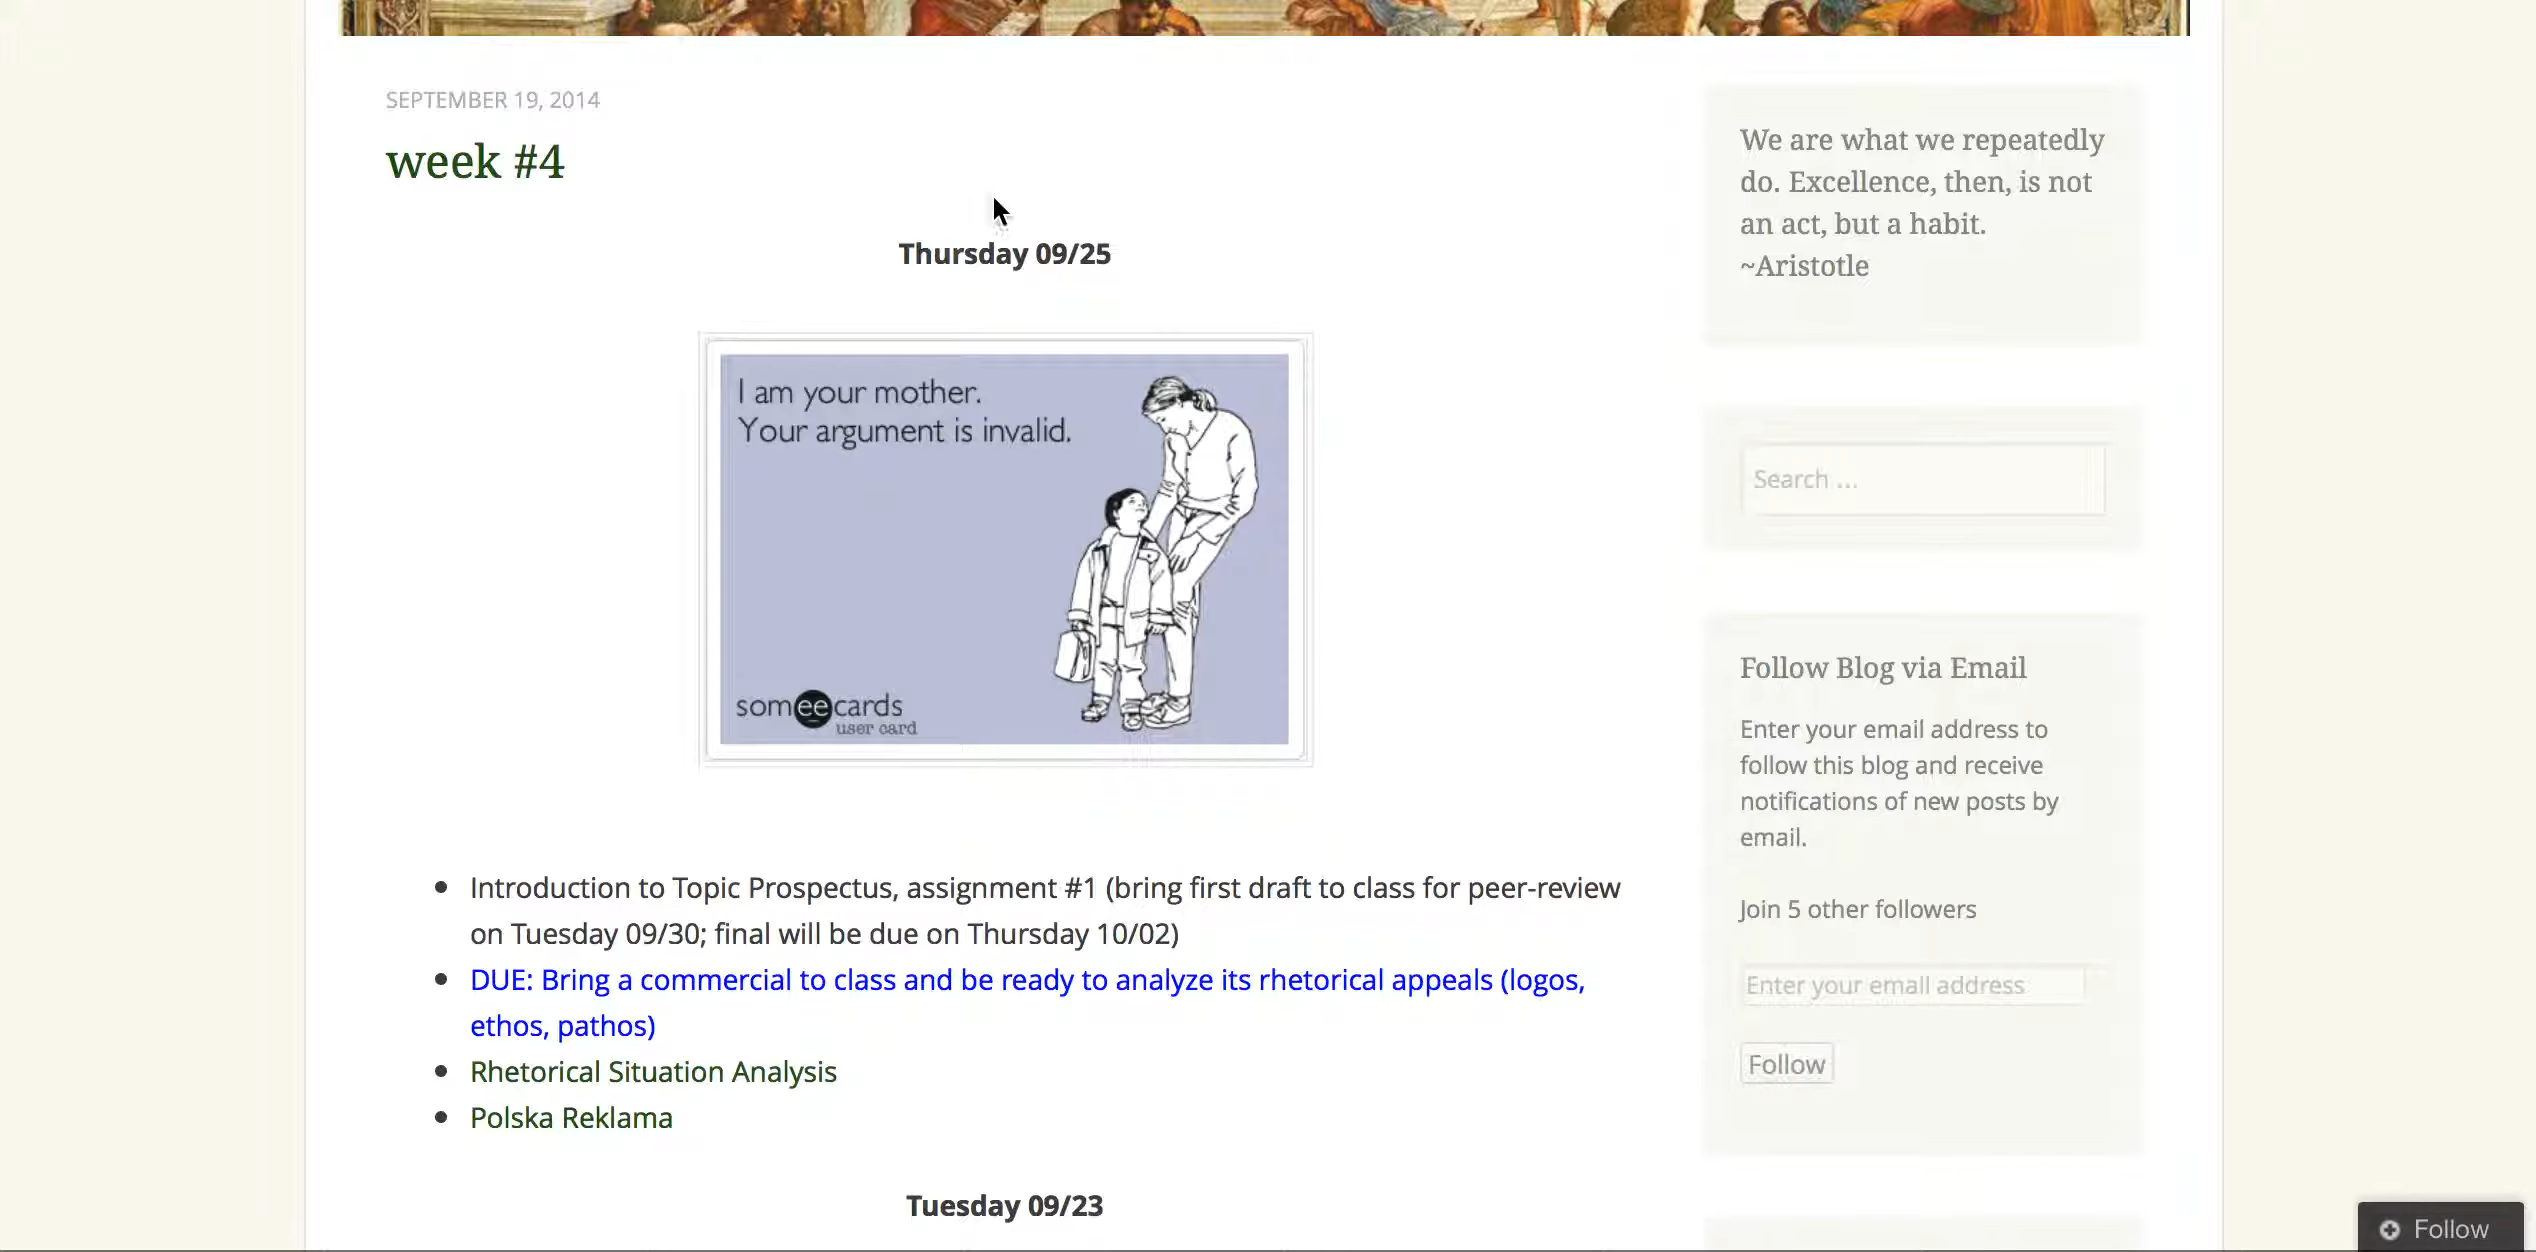 SEPTEMBER 19, 2014
week #4
Thursday 09/25
I am your mother.
Your argument is invalid.
someecards
user card
Introduction to Topic Prospectus, assignment #1 (bring first draft to class for peer-review
on Tuesday 09/30; final will be due on Thursday 10/02)
DUE: Bring a commercial to class and be ready to analyze its rhetorical appeals (logos,
ethos, pathos)
Rhetorical Situation Analysis
Polska Reklama
Tuesday 09/23
We are what we repeatedly
do. Excellence, then, is not
an act, but a habit.
~Aristotle
Search ...
Follow Blog via Email
Enter your email address to
follow this blog and receive
notifications of new posts by
email.
Join 5 other followers
Enter your email address
Follow
Follow